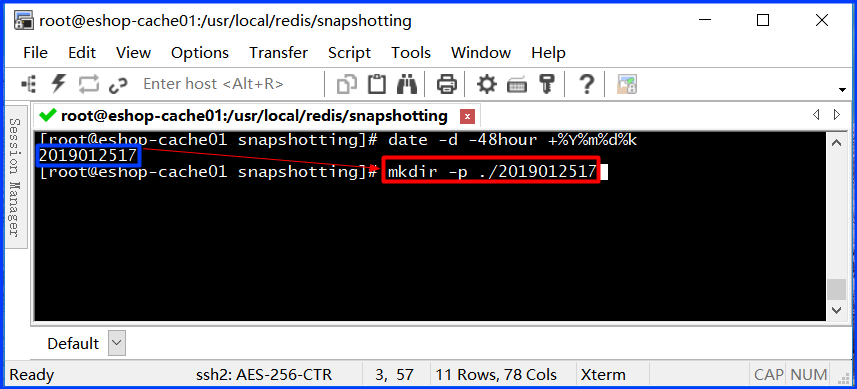 root@eshop-cache01:/usr/local/redis/snapshotting
File Edit View Options Transfer Script Tools Window Help
Enter host <Alt+R>
Session Manager
root@eshop-cache01:/usr/local/redis/snapshotting
[root@eshop-cache01 snapshotting]# date -d -48hour +%Y%m%d%k
2019012517
[root@eshop-cache01 snapshotting]# mkdir -p ./2019012517
Default
Ready ssh2: AES-256-CTR 3, 57 11 Rows, 78 Cols Xterm CAP NUM